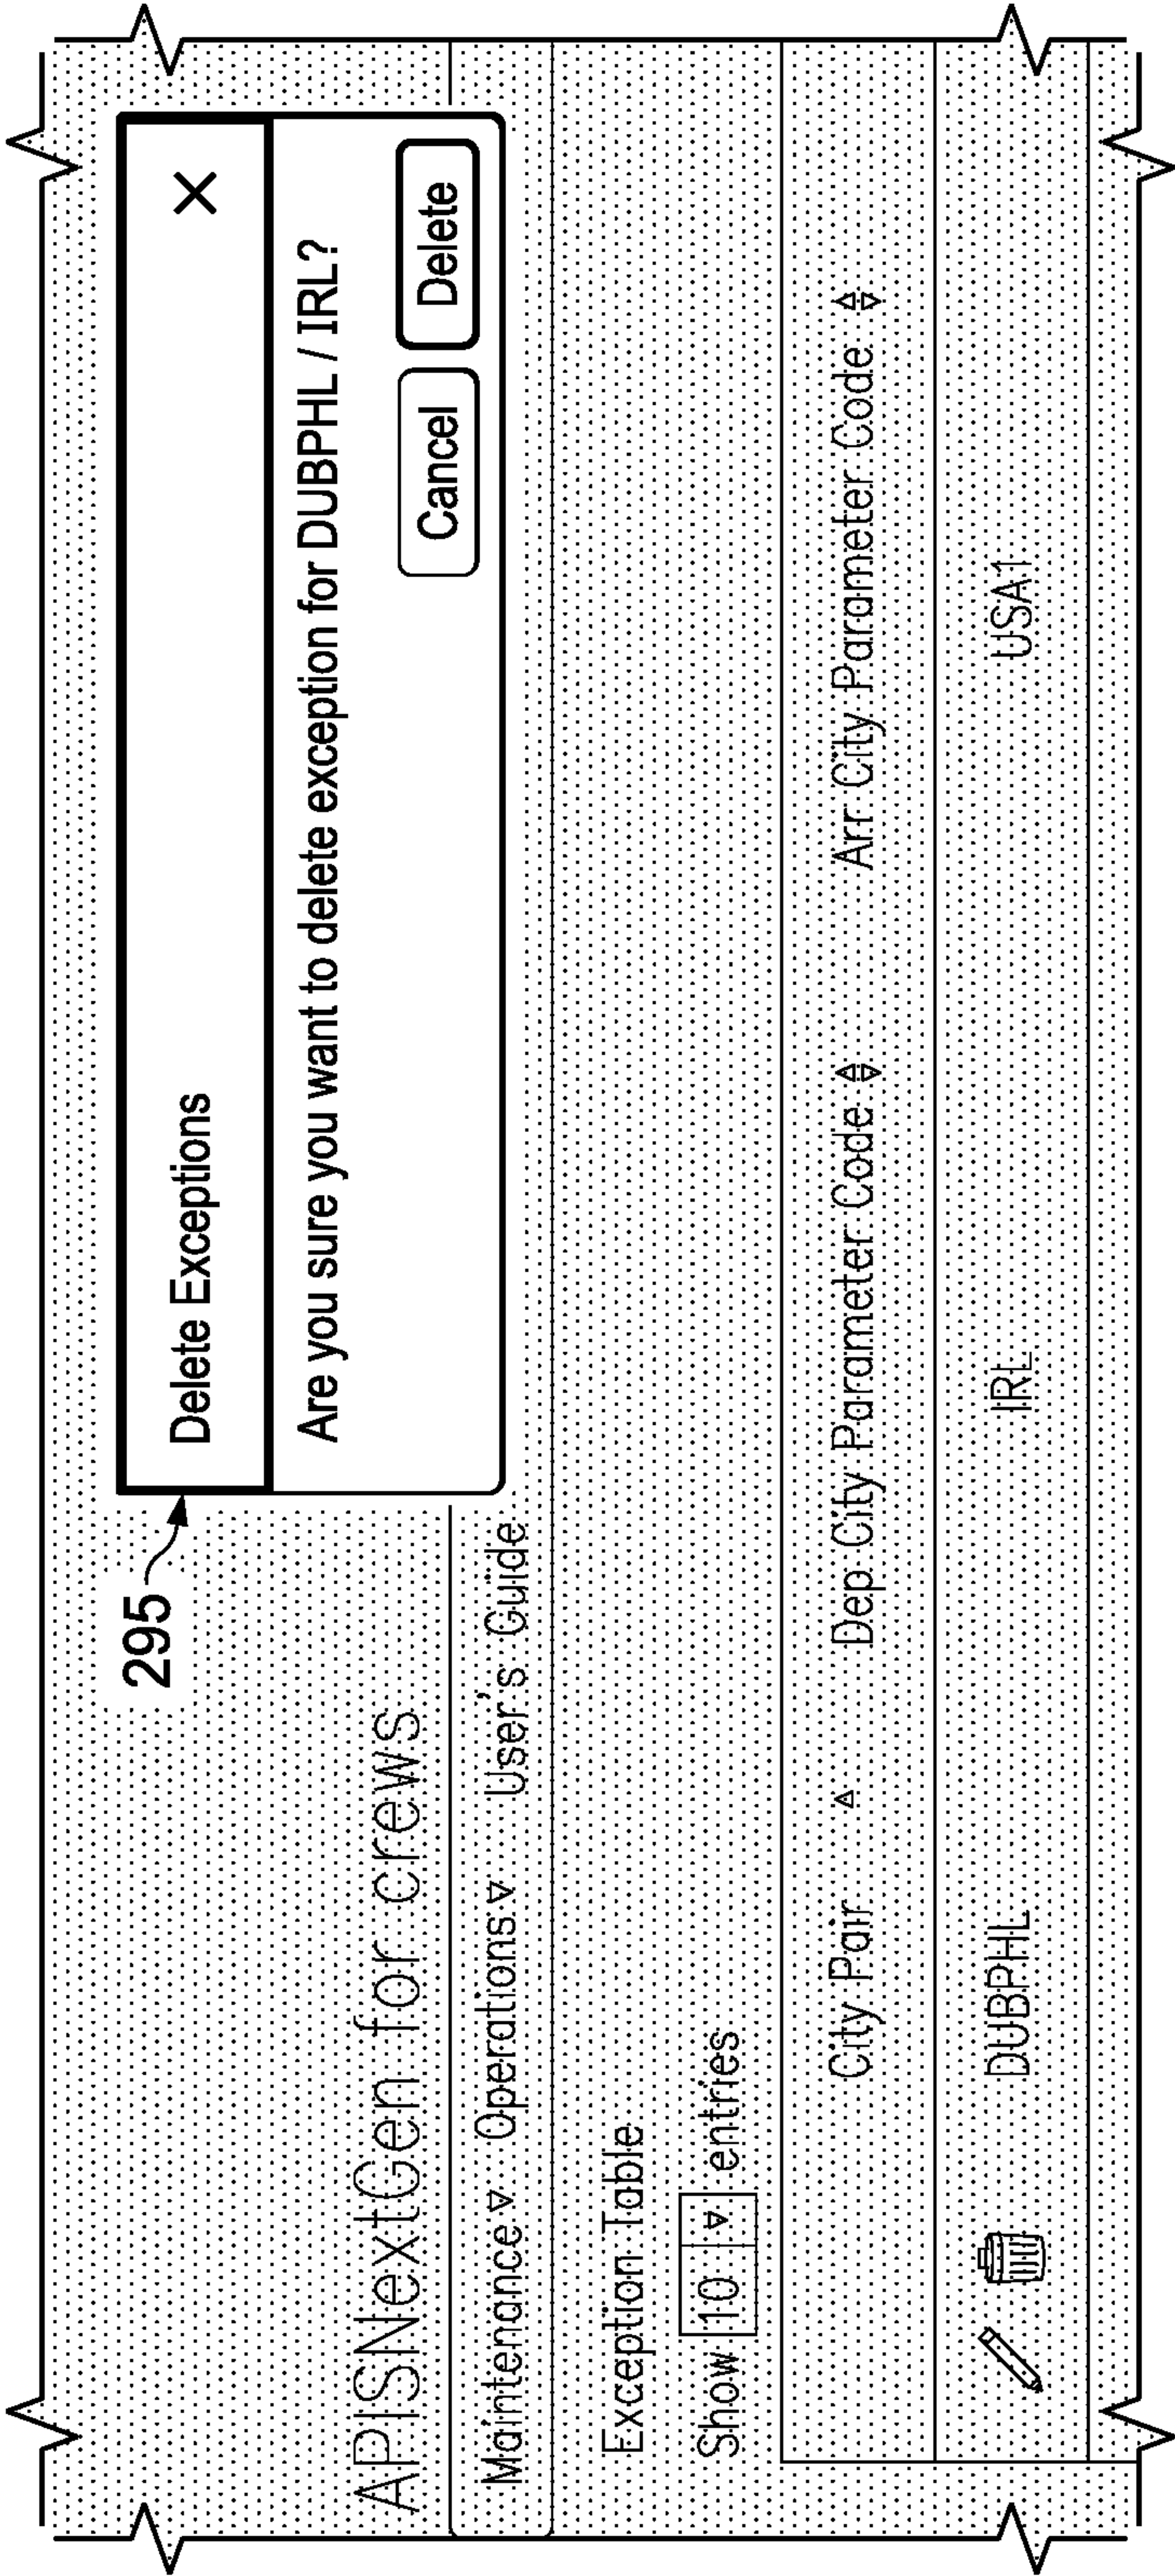 295
Delete Exceptions X
Are you sure you want to delete exception for DUBPHL / IRL?
Cancel Delete
APISNextGen for crews
Maintenance Operations User's Guide
Exception Table
Show 10 entries
City Pair Dep City Parameter Code Arr City Parameter Code
DUBPHL IRL USA1